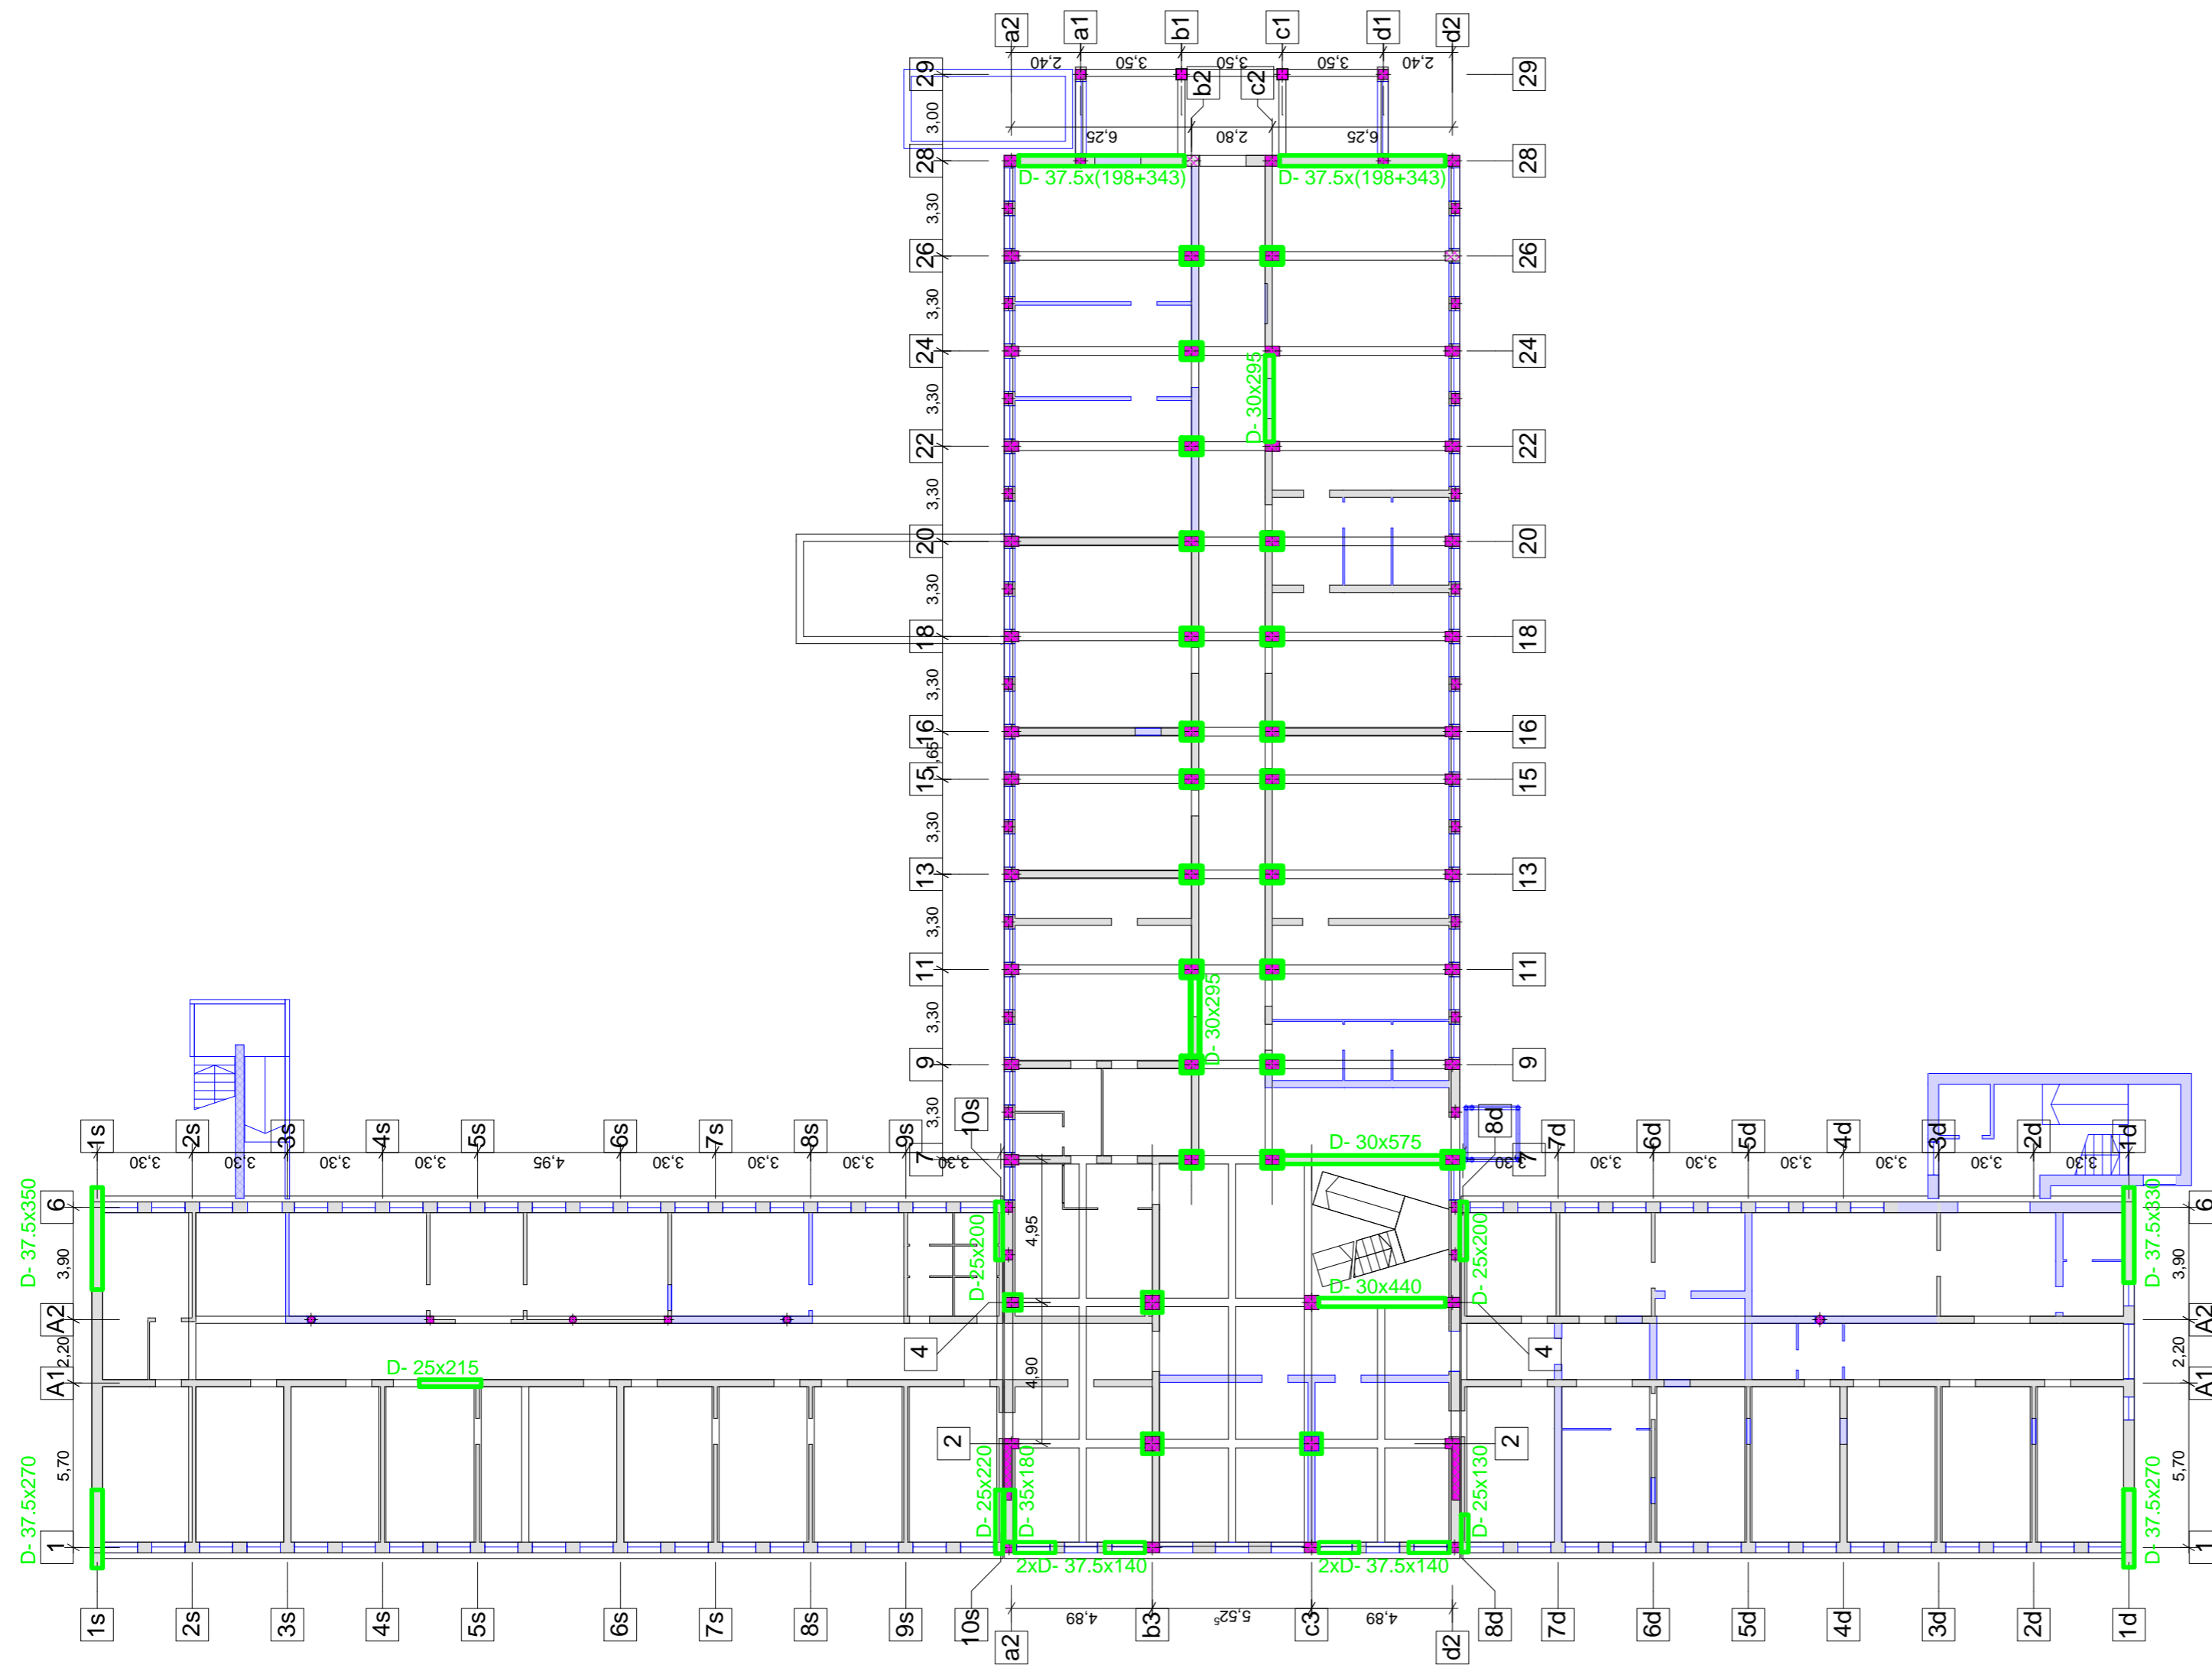 a2
a1
b1
c1
d1
d2
2,40
3,50
3,50
3,50
2,40
29
b2
c2
29
3,00
6,25
2,80
6,25
28
28
D- 37.5x(198+343)
D- 37.5x(198+343)
3,30
26
26
3,30
24
24
D- 30x295
3,30
22
22
3,30
20
20
3,30
18
18
3,30
16
16
1,65
15
15
3,30
13
13
3,30
11
11
D- 30x295
3,30
9
9
3,30
10s
8d
1s
2s
3s
4s
5s
6s
7s
8s
9s
7
7
7d
6d
5d
4d
3d
2d
1d
3,30
3,30
3,30
3,30
4,95
3,30
3,30
3,30
3,30
D- 30x575
3,30
3,30
3,30
3,30
3,30
3,30
3,30
D- 37.5x350
6
D-25x200
4,95
D- 25x200
D- 37.5x330
6
3,90
3,90
D- 30x440
A2
A2
2,20
4
4
2,20
D- 25x215
4,90
A1
A1
5,70
2
2
5,70
D- 37.5x270
D- 25x220
D- 35x180
D- 25x130
D- 37.5x270
1
1
2xD- 37.5x140
2xD- 37.5x140
1s
2s
3s
4s
5s
6s
7s
8s
9s
10s
4,89
b3
5,52⁵
c3
4,89
8d
7d
6d
5d
4d
3d
2d
1d
a2
d2